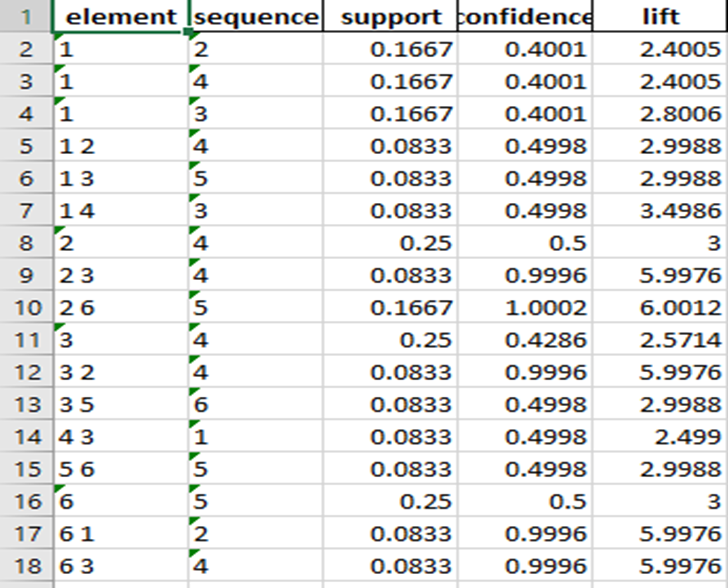 1 element sequence support confidence lift
2 1 2 0.1667 0.4001 2.4005
3 1 4 0.1667 0.4001 2.4005
4 1 3 0.1667 0.4001 2.8006
5 1 2 4 0.0833 0.4998 2.9988
6 1 3 5 0.0833 0.4998 2.9988
7 1 4 3 0.0833 0.4998 3.4986
8 2 4 0.25 0.5 3
9 2 3 4 0.0833 0.9996 5.9976
10 2 6 5 0.1667 1.0002 6.0012
11 3 4 0.25 0.4286 2.5714
12 3 2 4 0.0833 0.9996 5.9976
13 3 5 6 0.0833 0.4998 2.9988
14 4 3 1 0.0833 0.4998 2.499
15 5 6 5 0.0833 0.4998 2.9988
16 6 5 0.25 0.5 3
17 6 1 2 0.0833 0.9996 5.9976
18 6 3 4 0.0833 0.9996 5.9976